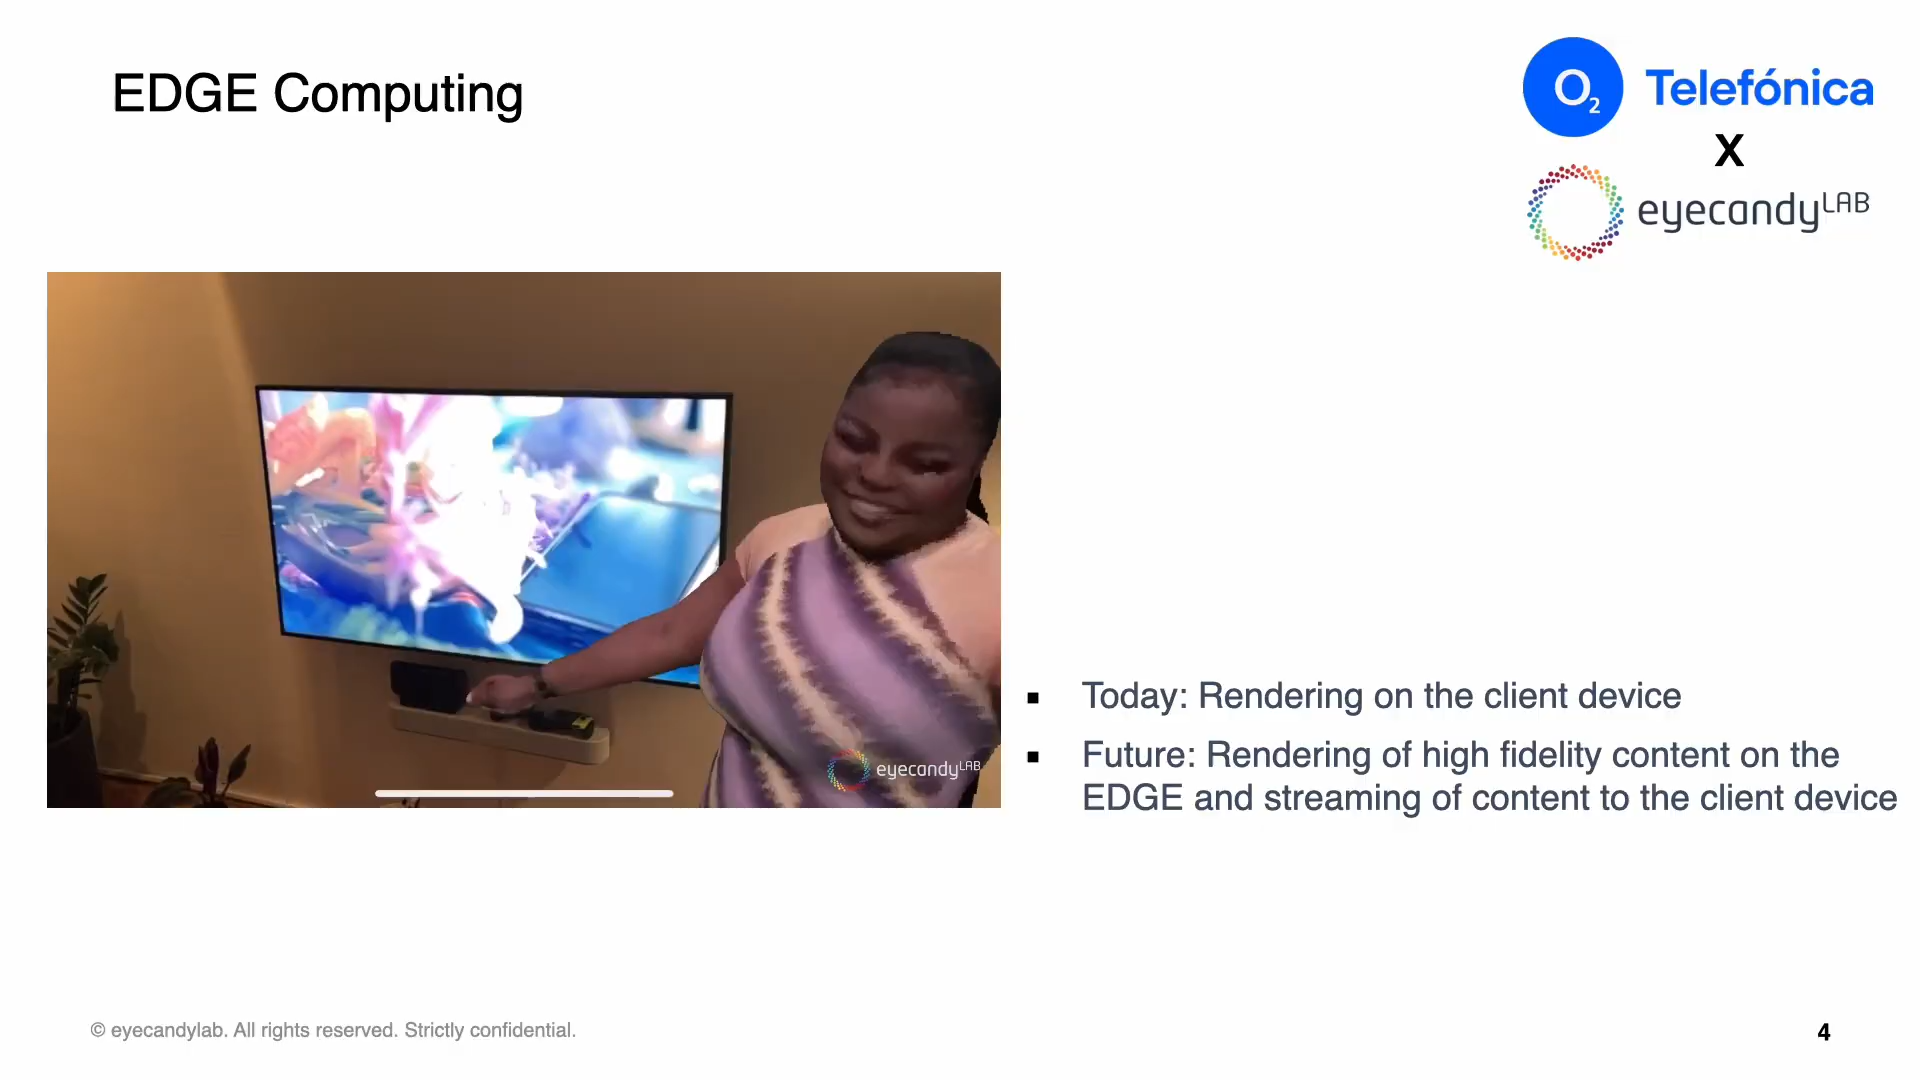 EDGE Computing
O2 Telefónica
X
eyecandyLAB
eyecandyLAB
▪ Today: Rendering on the client device
▪ Future: Rendering of high fidelity content on the
EDGE and streaming of content to the client device
© eyecandylab. All rights reserved. Strictly confidential.
4